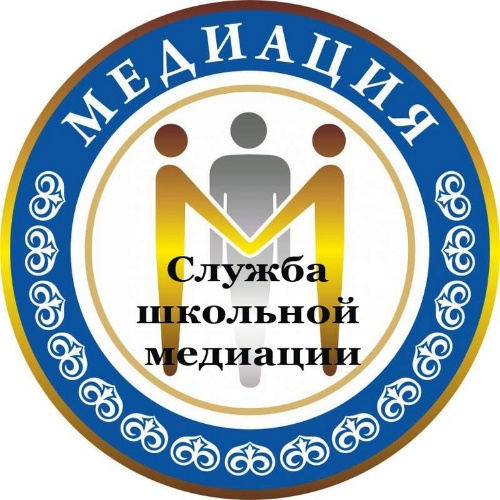 МЕДИАЦИЯ
Служба
школьной
медиации